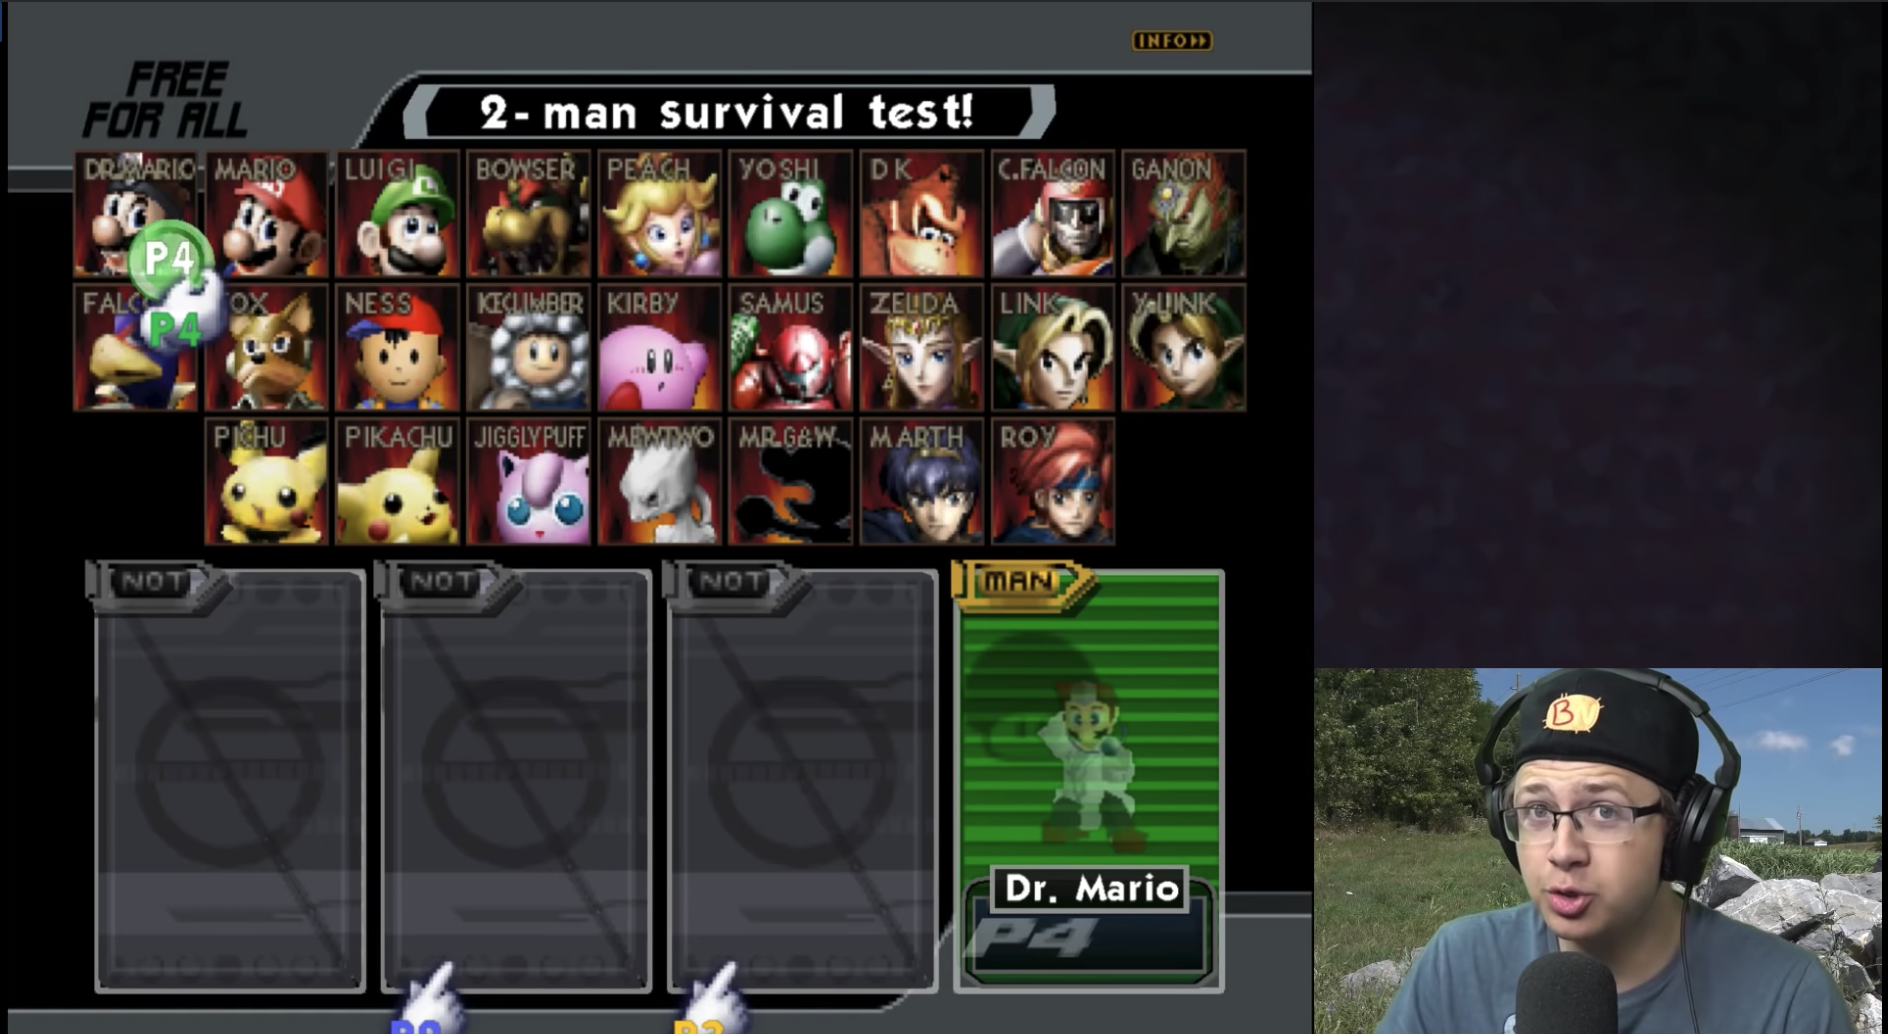 INFO
FREE
FOR ALL
2-man survival test!
DR.MARIO MARIO LUIGI BOWSER PEACH YOSHI DK C.FALCON GANON
P4
NESS KIRBY SAMUS ZELDA LINK Y.LINK
P4
PICHU PIKACHU JIGGLYPUFF MEWTWO MR.G&W MARTH ROY
NOT NOT NOT MAN
B
Dr. Mario
P4